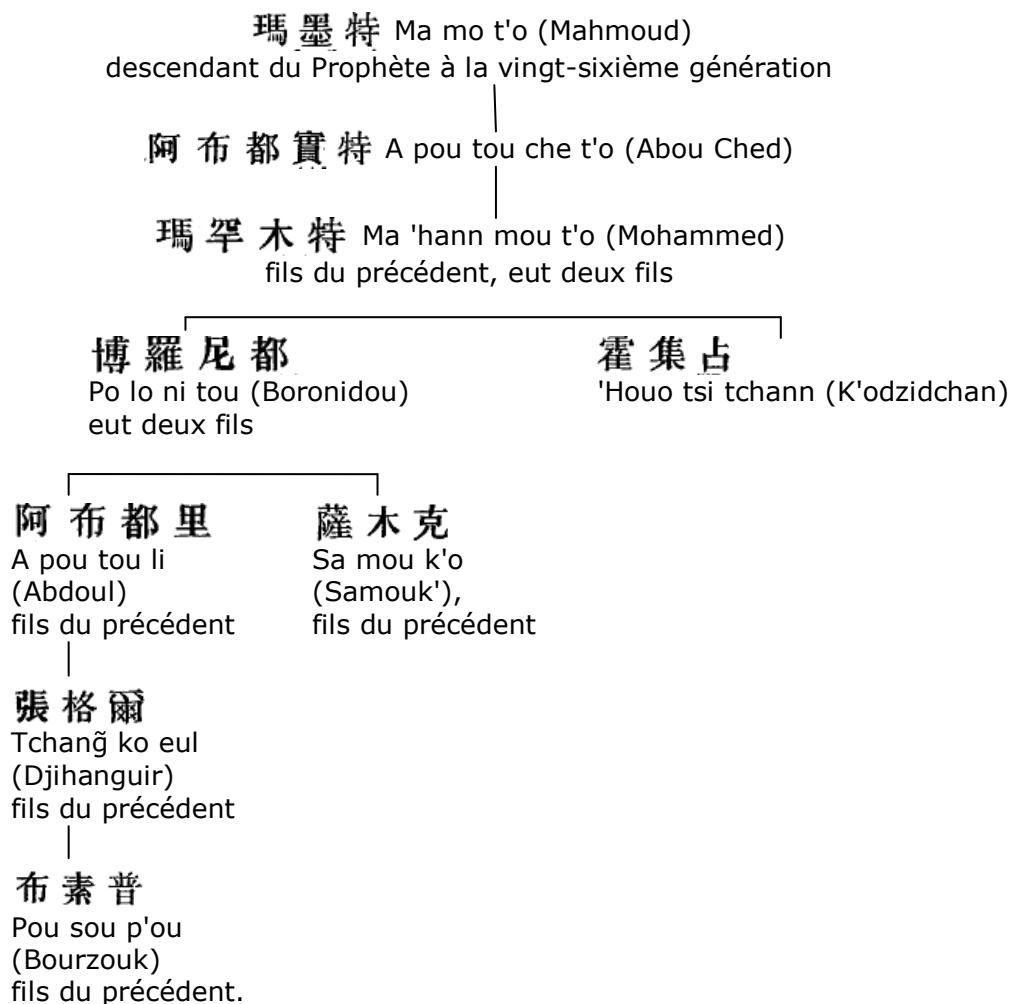 瑪墨特 Ma mo t'o (Mahmoud)
descendant du Prophète à la vingt-sixième génération
阿布都實特 A pou tou che t'o (Abou Ched)
瑪罕木特 Ma 'hann mou t'o (Mohammed)
fils du précédent, eut deux fils
博羅尼都
Po lo ni tou (Boronidou)
eut deux fils
霍集占
'Houo tsi tchann (K'odzidchan)
阿布都里
A pou tou li
(Abdoul)
fils du précédent
薩木克
Sa mou k'o
(Samouk'),
fils du précédent
張格爾
Tchang̃ ko eul
(Djihanguir)
fils du précédent
布素普
Pou sou p'ou
(Bourzouk)
fils du précédent.